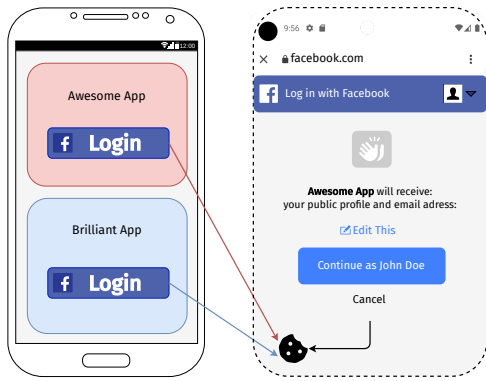 12:00
Awesome App
f Login
Brilliant App
f Login
9:56
facebook.com
f Log in with Facebook
Awesome App will receive:
your public profile and email adress:
Edit This
Continue as John Doe
Cancel